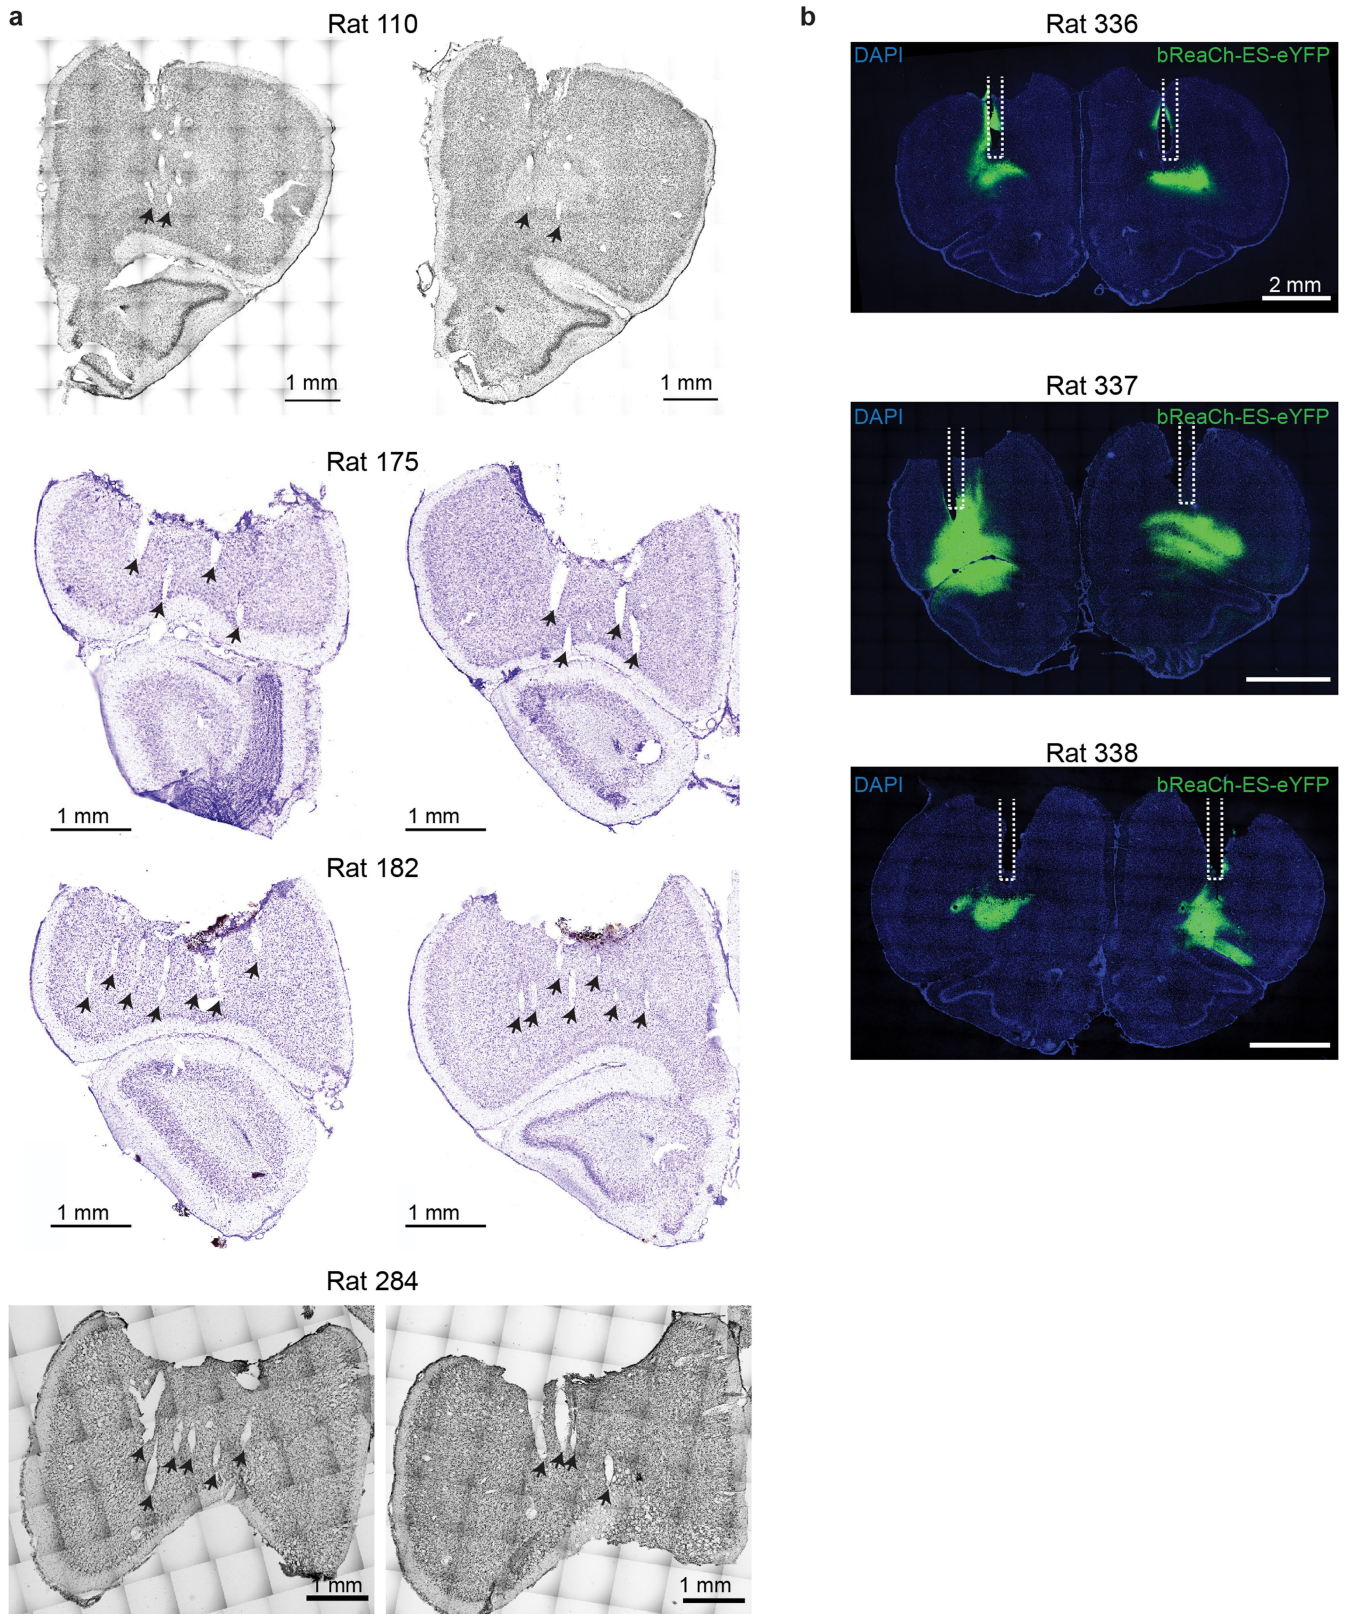 a
Rat 110
1 mm
1 mm
Rat 175
1 mm
1 mm
Rat 182
1 mm
1 mm
Rat 284
1 mm
1 mm
b
Rat 336
DAPI
bReaCh-ES-eYFP
2 mm
Rat 337
DAPI
bReaCh-ES-eYFP
Rat 338
DAPI
bReaCh-ES-eYFP